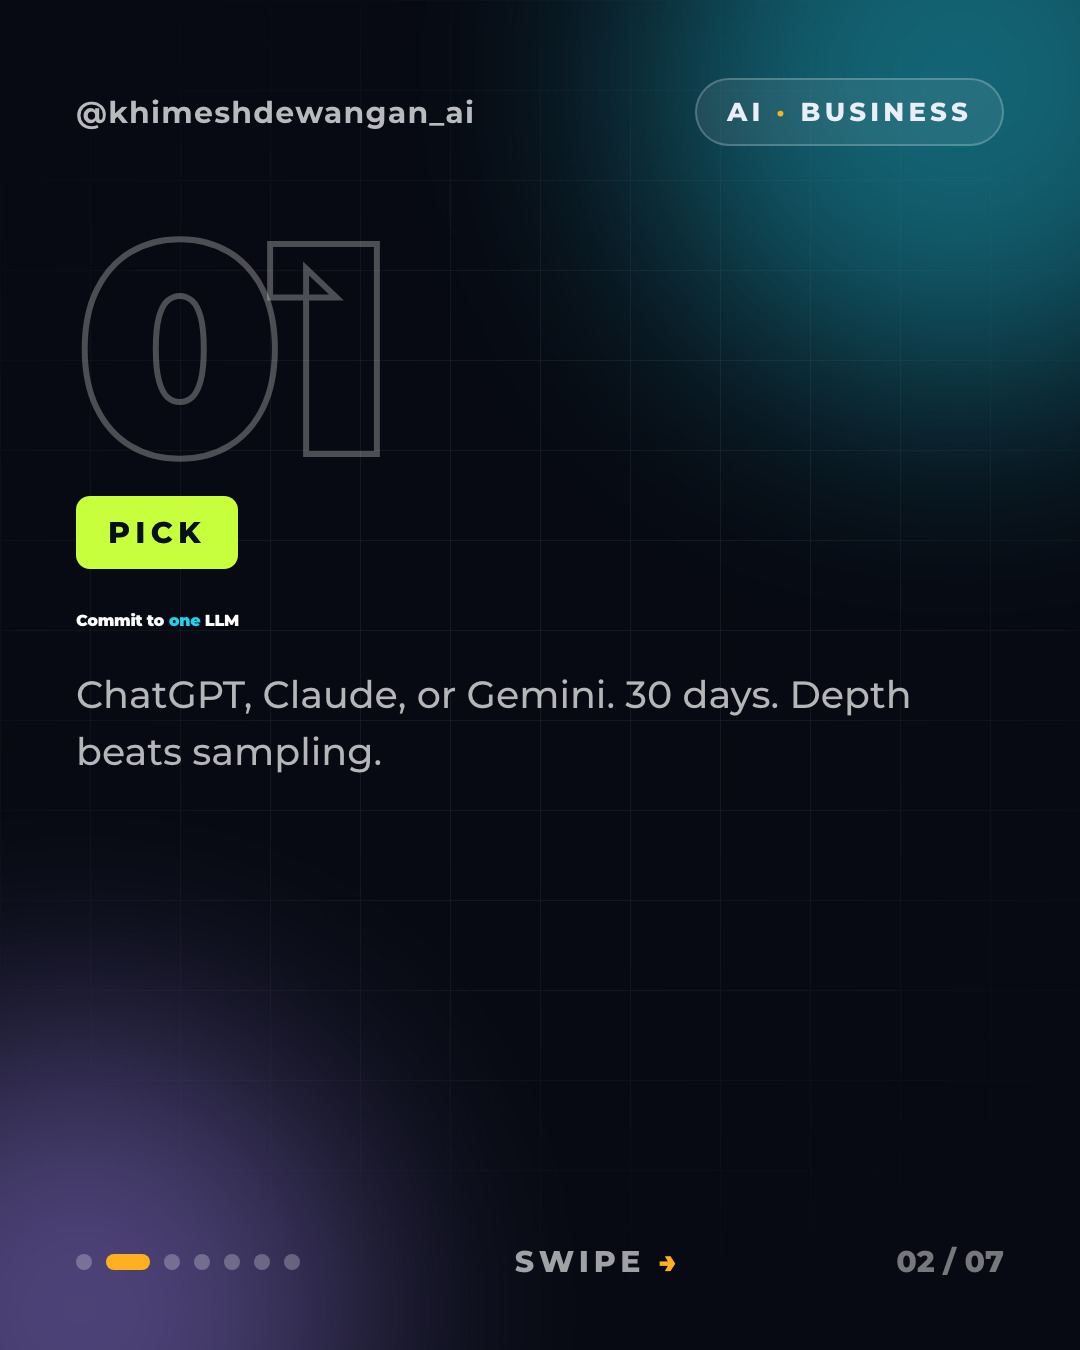 @khimeshdewangan_ai
AI · BUSINESS
01
PICK
Commit to one LLM
ChatGPT, Claude, or Gemini. 30 days. Depth
beats sampling.
SWIPE →
02 / 07